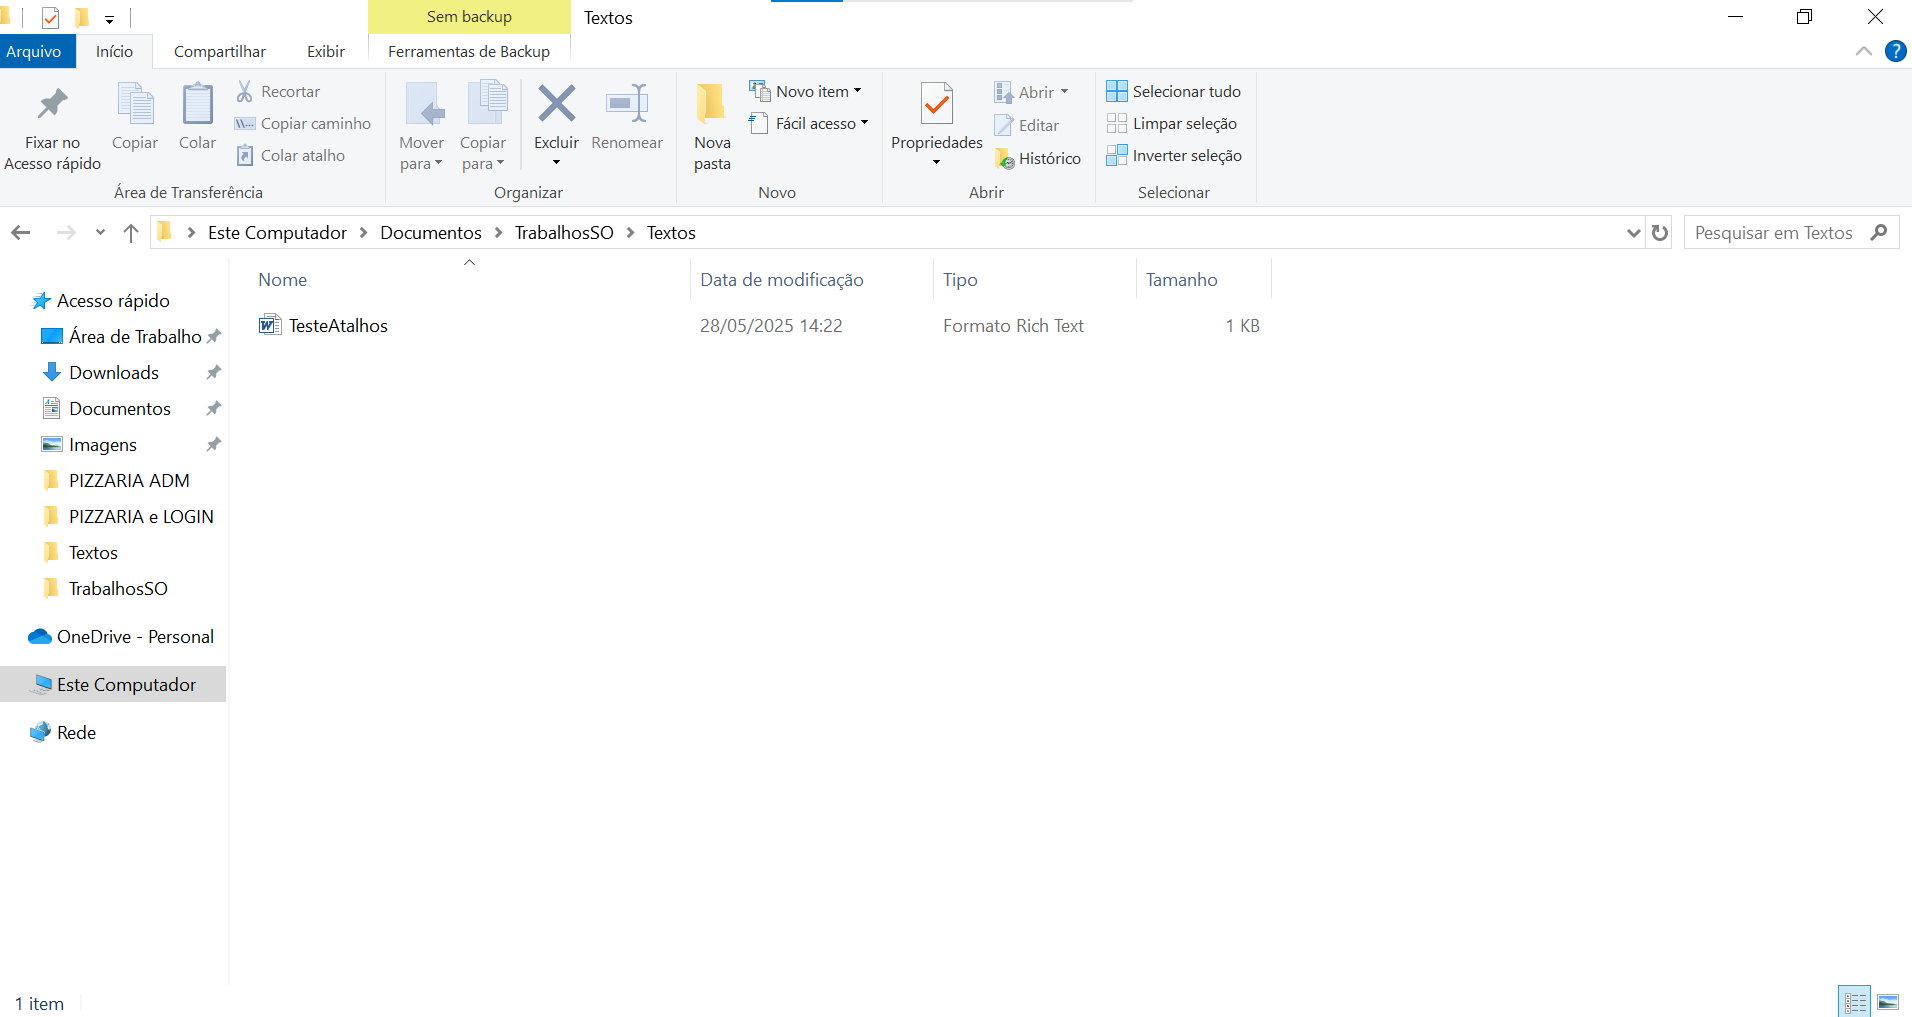 Sem backup
Textos
Arquivo
Início
Compartilhar
Exibir
Ferramentas de Backup
Fixar no
Acesso rápido
Copiar
Colar
Recortar
Copiar caminho
Colar atalho
Área de Transferência
Mover
para
Copiar
para
Excluir
Renomear
Organizar
Nova
pasta
Novo item
Fácil acesso
Novo
Propriedades
Abrir
Editar
Histórico
Abrir
Selecionar tudo
Limpar seleção
Inverter seleção
Selecionar
Este Computador
Documentos
TrabalhosSO
Textos
Pesquisar em Textos
Nome
Data de modificação
Tipo
Tamanho
TesteAtalhos
28/05/2025 14:22
Formato Rich Text
1 KB
Acesso rápido
Área de Trabalho
Downloads
Documentos
Imagens
PIZZARIA ADM
PIZZARIA e LOGIN
Textos
TrabalhosSO
OneDrive - Personal
Este Computador
Rede
1 item